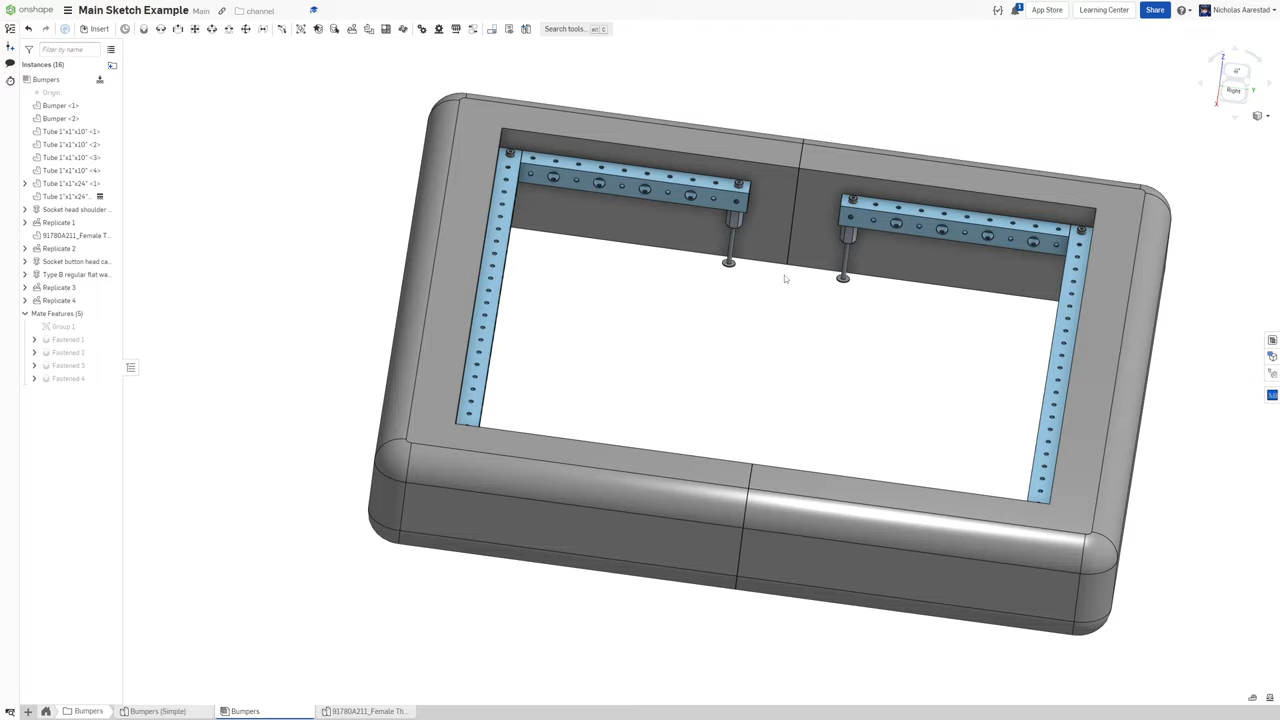 onshape
Main Sketch Example Main channel
App Store Learning Center Share Nicholas Aarestad
Insert Search tools... alt C
Filter by name
Instances (16)
Bumpers
Origin
Bumper <1>
Bumper <2>
Tube 1"x1"x10" <1>
Tube 1"x1"x10" <2>
Tube 1"x1"x10" <3>
Tube 1"x1"x10" <4>
Tube 1"x1"x24" <1>
Tube 1"x1"x24"...
Socket head shoulder ...
Replicate 1
91780A211_Female T...
Replicate 2
Socket button head ca...
Type B regular flat wa...
Replicate 3
Replicate 4
Mate Features (5)
Group 1
Fastened 1
Fastened 2
Fastened 3
Fastened 4
Z
Right
Y
X
Bumpers Bumpers (Simple) Bumpers 91780A211_Female Th...